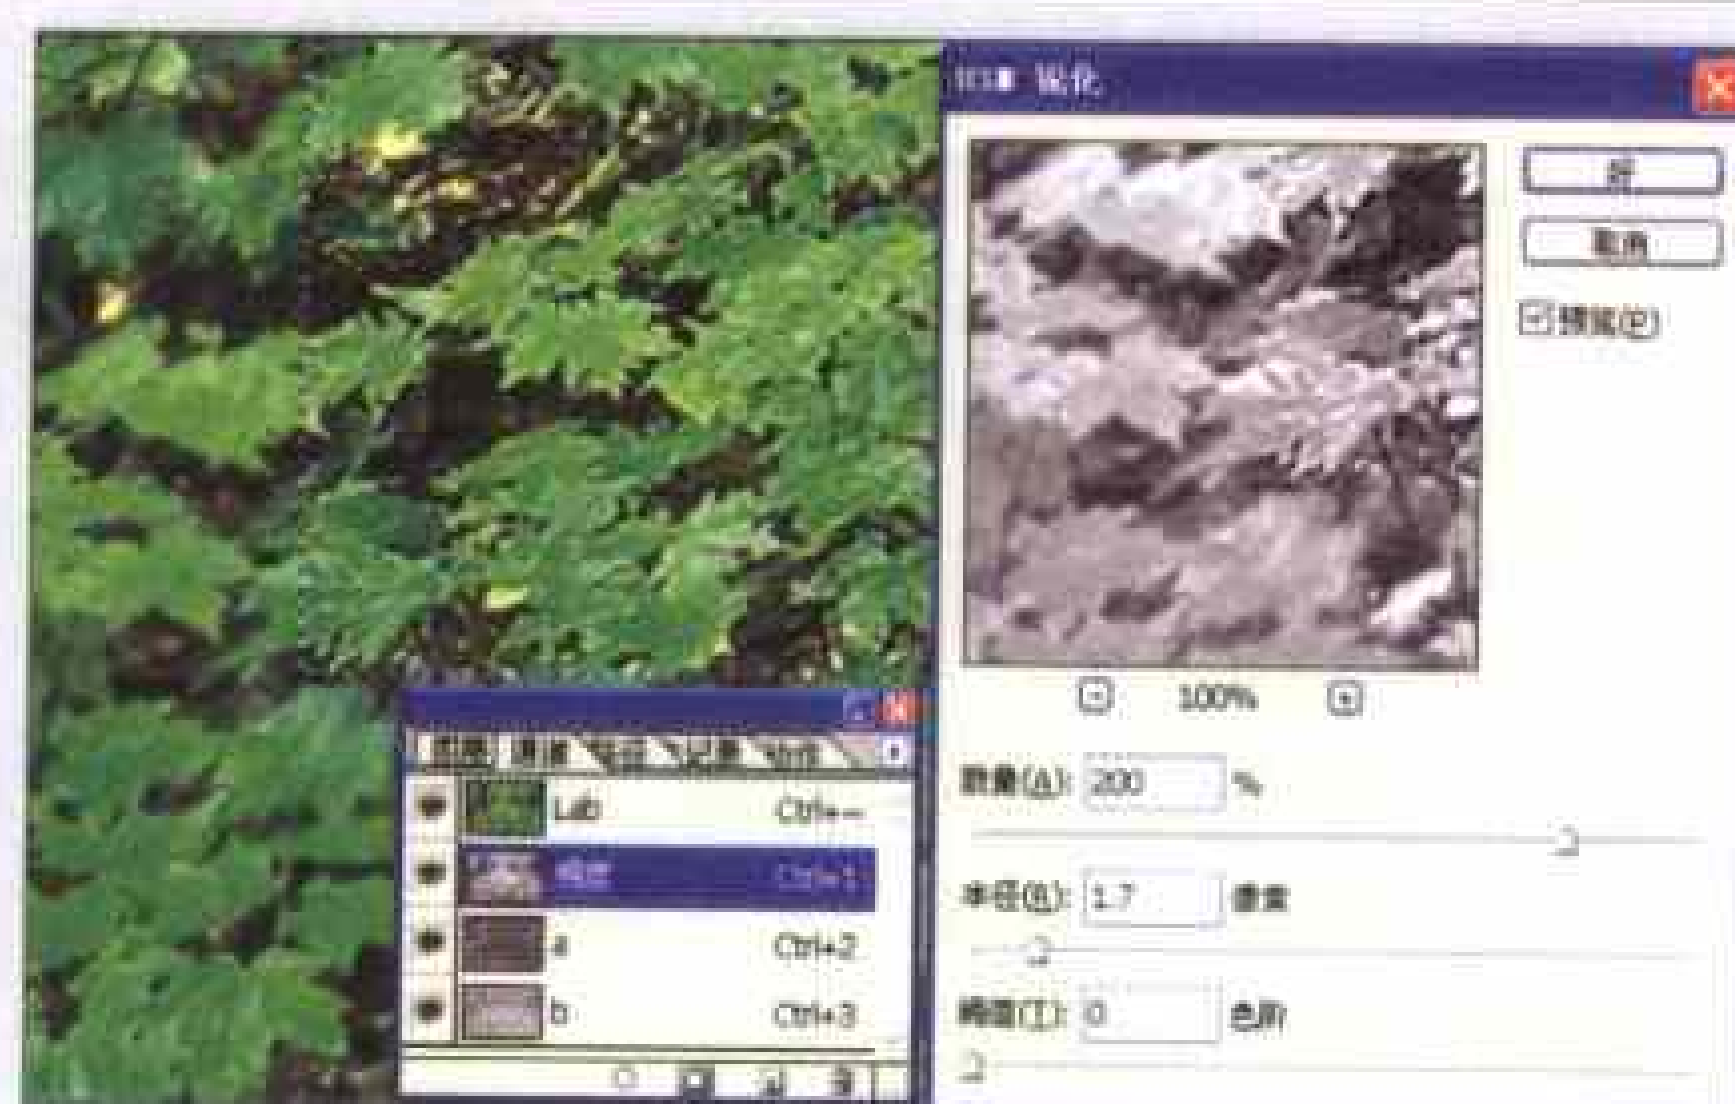 USM 锐化
好
取消
预览(P)
100%
数量(A): 200 %
半径(R): 1.7 像素
阈值(T): 0 色阶
通道
Lab Ctrl+~
明度 Ctrl+1
a Ctrl+2
b Ctrl+3